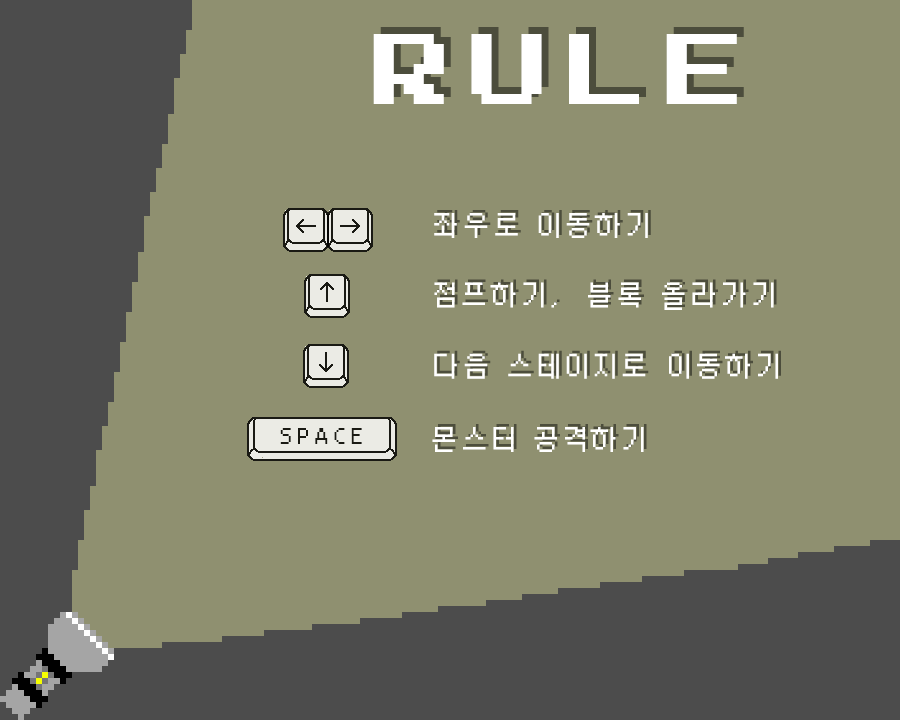 RULE
← → 좌우로 이동하기
↑ 점프하기, 블록 올라가기
↓ 다음 스테이지로 이동하기
SPACE 몬스터 공격하기